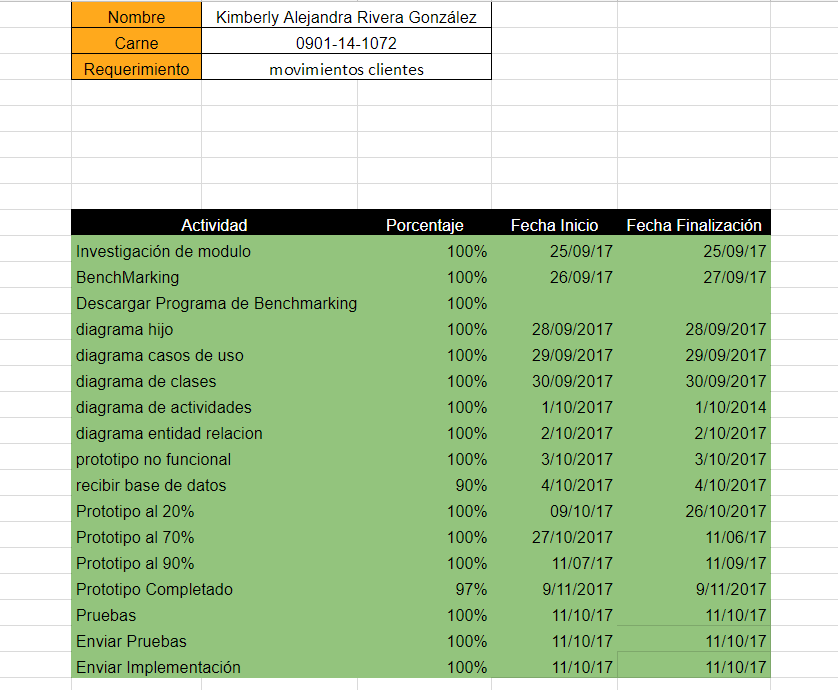 Nombre Kimberly Alejandra Rivera González
Carne 0901-14-1072
Requerimiento movimientos clientes
Actividad Porcentaje Fecha Inicio Fecha Finalización
Investigación de modulo 100% 25/09/17 25/09/17
BenchMarking 100% 26/09/17 27/09/17
Descargar Programa de Benchmarking 100%
diagrama hijo 100% 28/09/2017 28/09/2017
diagrama casos de uso 100% 29/09/2017 29/09/2017
diagrama de clases 100% 30/09/2017 30/09/2017
diagrama de actividades 100% 1/10/2017 1/10/2014
diagrama entidad relacion 100% 2/10/2017 2/10/2017
prototipo no funcional 100% 3/10/2017 3/10/2017
recibir base de datos 90% 4/10/2017 4/10/2017
Prototipo al 20% 100% 09/10/17 26/10/2017
Prototipo al 70% 100% 27/10/2017 11/06/17
Prototipo al 90% 100% 11/07/17 11/09/17
Prototipo Completado 97% 9/11/2017 9/11/2017
Pruebas 100% 11/10/17 11/10/17
Enviar Pruebas 100% 11/10/17 11/10/17
Enviar Implementación 100% 11/10/17 11/10/17